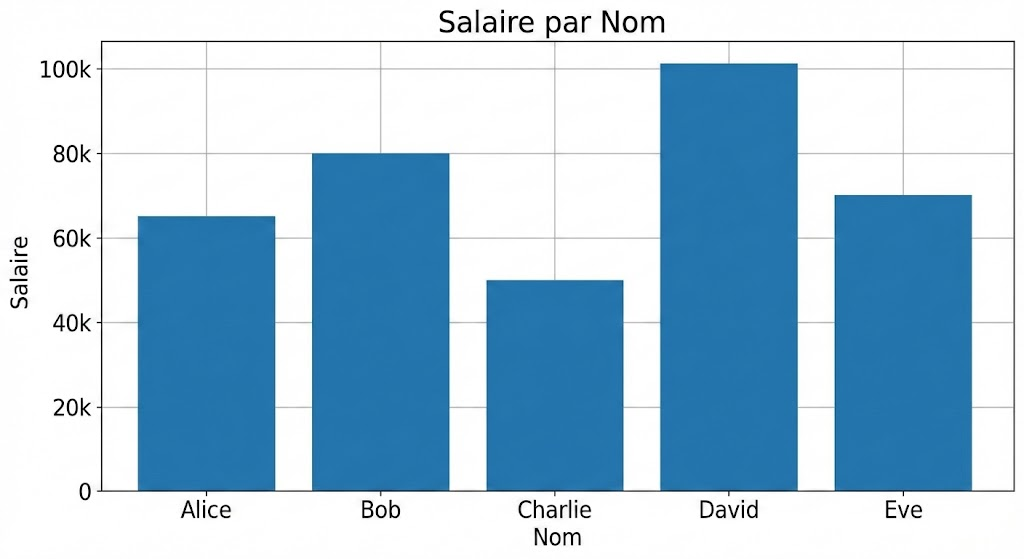 Salaire par Nom
100k
80k
60k
40k
20k
0
Salaire
Alice Bob Charlie David Eve
Nom